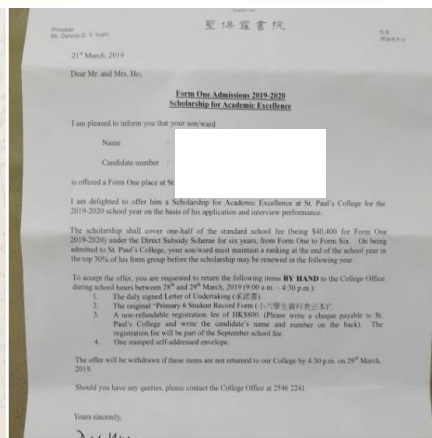 聖保羅書院
Principal
Mr. Dennis D. Y. Yuen
21st March, 2019
Dear Mr. and Mrs. Ho,
Form One Admissions 2019-2020
Scholarship for Academic Excellence
I am pleased to inform you that your son/ward
Name :
Candidate number :
is offered a Form One place at St.
I am delighted to offer him a Scholarship for Academic Excellence at St. Paul's College for the
2019-2020 school year on the basis of his application and interview performance.
The scholarship shall cover one-half of the standard school fee (being $40,400 for Form One
2019-2020) under the Direct Subsidy Scheme for six years, from Form One to Form Six. On being
admitted to St. Paul's College, your son/ward must maintain a ranking at the end of the school year in
the top 30% of his form group before the scholarship may be renewed in the following year.
To accept the offer, you are requested to return the following items BY HAND to the College Office
during school hours between 28th and 29th March, 2019 (9:00 a.m. – 4:30 p.m.):
1. The duly signed Letter of Undertaking (承諾書).
2. The original "Primary 6 Student Record Form (小六學生資料表正本)".
3. A non-refundable registration fee of HK$800. (Please write a cheque payable to St.
Paul's College and write the candidate's name and number on the back). The
registration fee will be part of the September school fee.
4. One stamped self-addressed envelope.
The offer will be withdrawn if these items are not returned to our College by 4:30 p.m. on 29th March,
2019.
Should you have any queries, please contact the College Office at 2546 2241.
Yours sincerely,